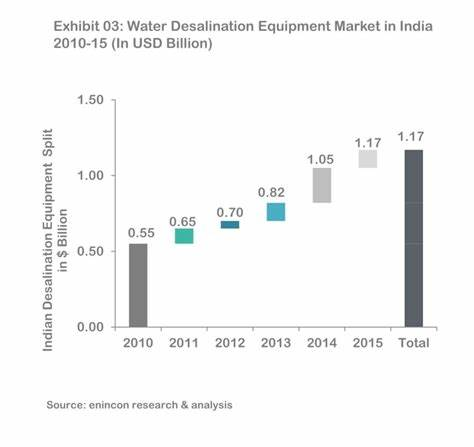 Exhibit 03: Water Desalination Equipment Market in India
2010-15 (In USD Billion)
Indian Desalination Equipment Split
in $ Billion
1.50
1.00
0.50
0.00
0.55
0.65
0.70
0.82
1.05
1.17
1.17
2010 2011 2012 2013 2014 2015 Total
Source: enincon research & analysis